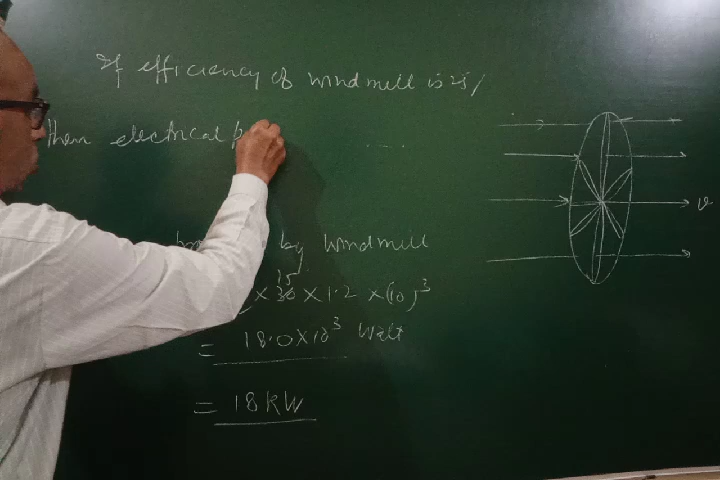 If efficiency of windmill is 25%
then electrical
by windmill
15
× 30 × 1.2 × (10)³
= 18.0×10³ Watt
= 18 kW
v